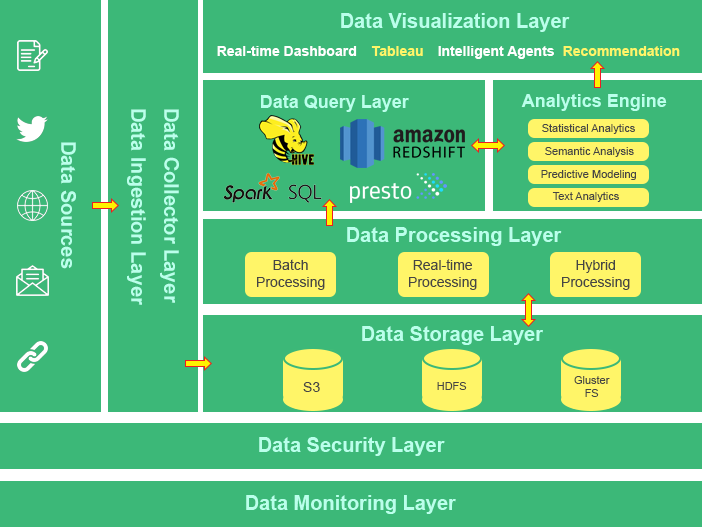 Data Visualization Layer
Real-time Dashboard Tableau Intelligent Agents Recommendation
Data Sources
Data Ingestion Layer
Data Collector Layer
Data Query Layer
HIVE
amazon
REDSHIFT
Spark SQL
presto
Analytics Engine
Statistical Analytics
Semantic Analysis
Predictive Modeling
Text Analytics
Data Processing Layer
Batch
Processing
Real-time
Processing
Hybrid
Processing
Data Storage Layer
S3
HDFS
Gluster
FS
Data Security Layer
Data Monitoring Layer